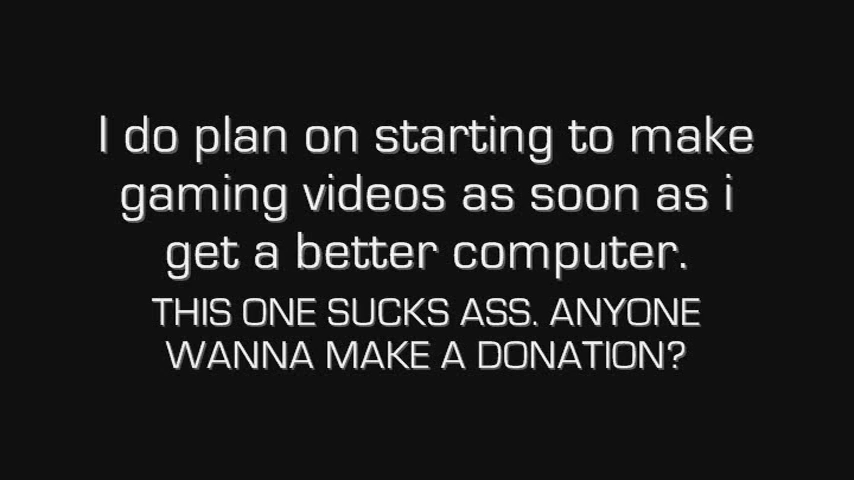 I do plan on starting to make
gaming videos as soon as i
get a better computer.
THIS ONE SUCKS ASS. ANYONE
WANNA MAKE A DONATION?